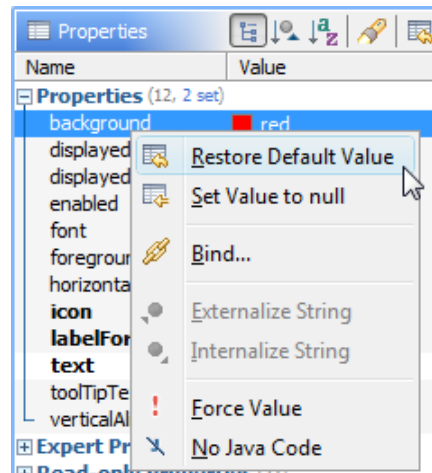 Properties
Name Value
Properties (12, 2 set)
background red
displayed
displayed
enabled
font
foregrour
horizonta
icon
labelFor
text
toolTipTe
verticalAl
Expert Pr
Restore Default Value
Set Value to null
Bind...
Externalize String
Internalize String
Force Value
No Java Code